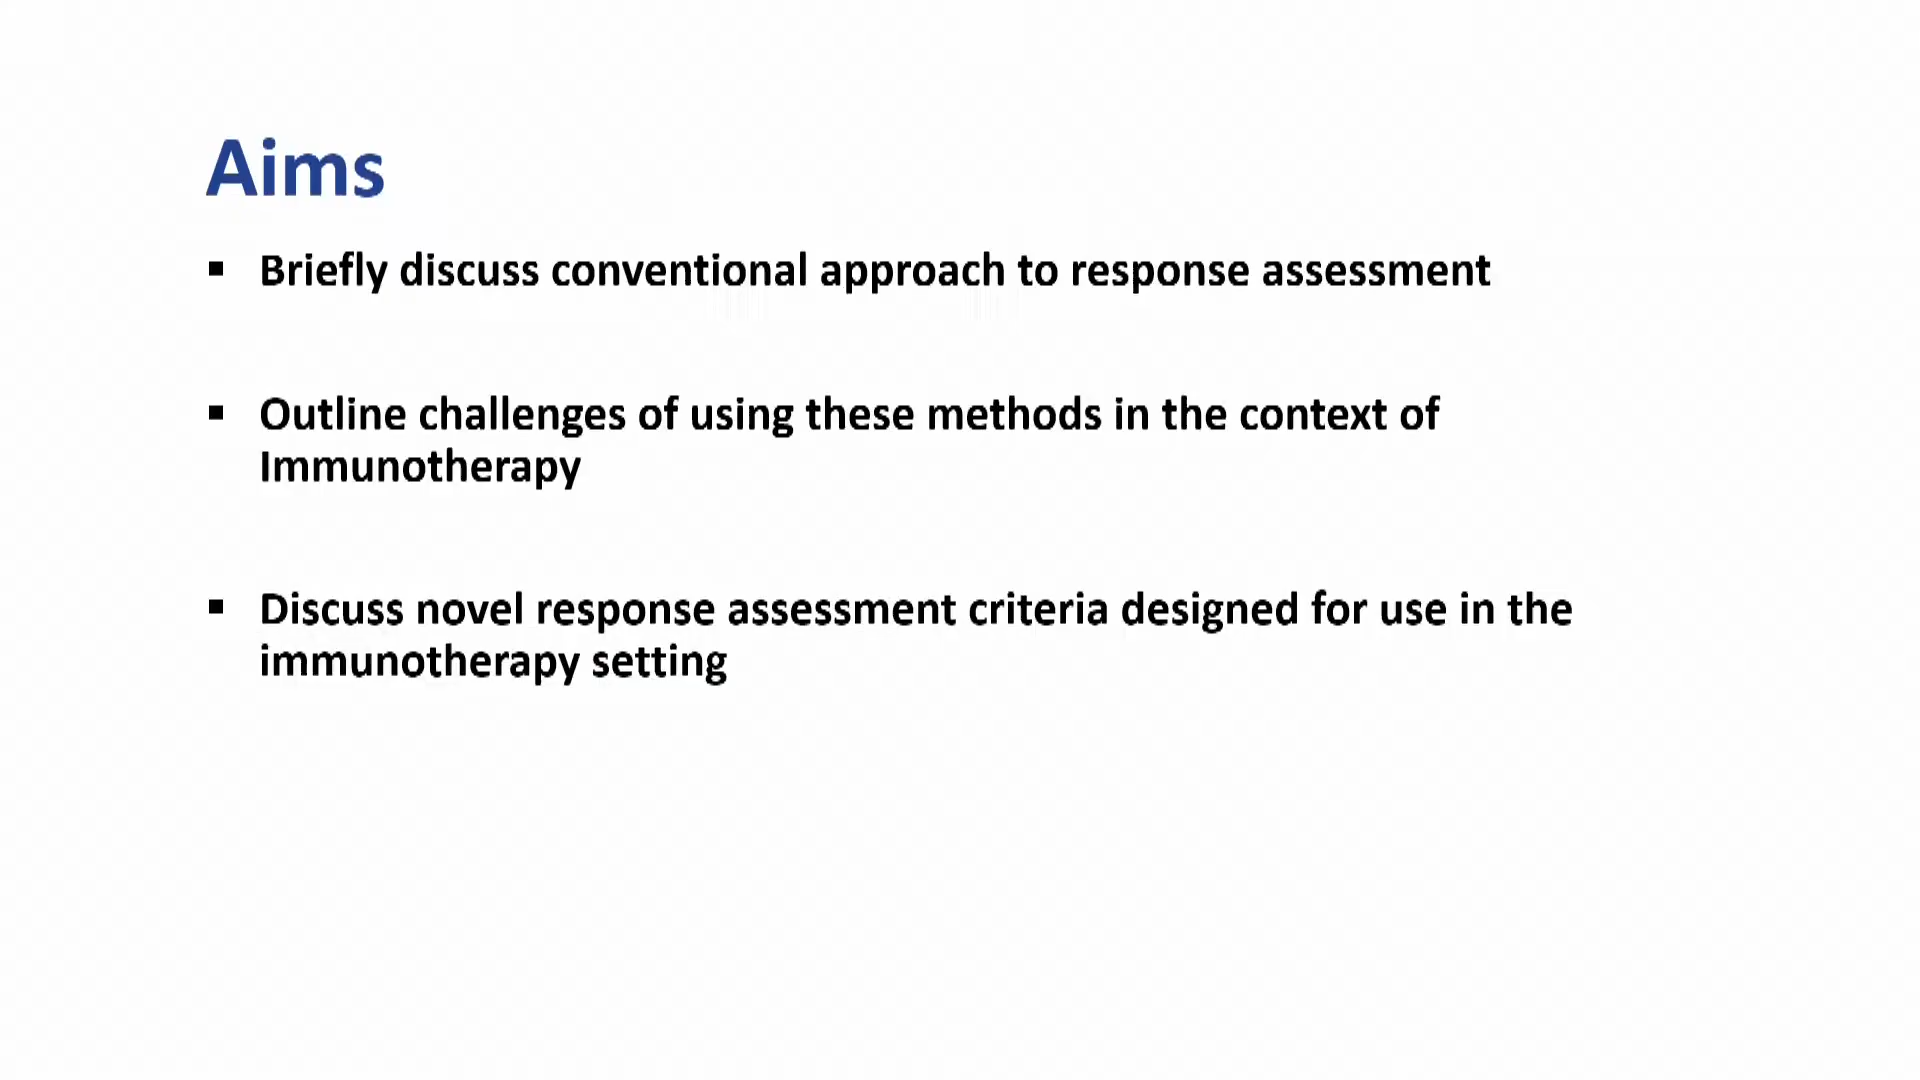 Aims
▪ Briefly discuss conventional approach to response assessment
▪ Outline challenges of using these methods in the context of
Immunotherapy
▪ Discuss novel response assessment criteria designed for use in the
immunotherapy setting